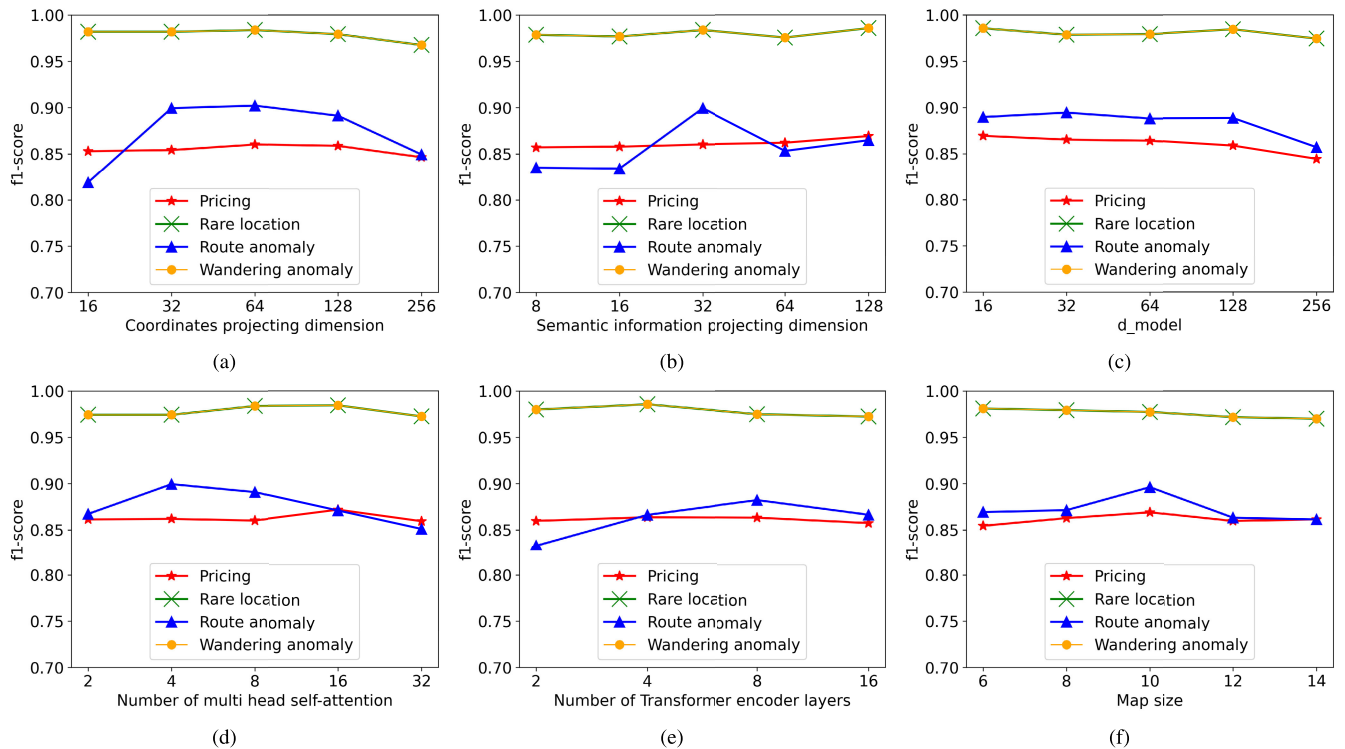 1.00
0.95
0.90
0.85
0.80
0.75
0.70
f1-score
Pricing
Rare location
Route anomaly
Wandering anomaly
16 32 64 128 256
Coordinates projecting dimension
(a)
1.00
0.95
0.90
0.85
0.80
0.75
0.70
f1-score
Pricing
Rare location
Route anomaly
Wandering anomaly
8 16 32 64 128
Semantic information projecting dimension
(b)
1.00
0.95
0.90
0.85
0.80
0.75
0.70
f1-score
Pricing
Rare location
Route anomaly
Wandering anomaly
16 32 64 128 256
d_model
(c)
1.00
0.95
0.90
0.85
0.80
0.75
0.70
f1-score
Pricing
Rare location
Route anomaly
Wandering anomaly
2 4 8 16 32
Number of multi head self-attention
(d)
1.00
0.95
0.90
0.85
0.80
0.75
0.70
f1-score
Pricing
Rare location
Route anomaly
Wandering anomaly
2 4 8 16
Number of Transformer encoder layers
(e)
1.00
0.95
0.90
0.85
0.80
0.75
0.70
f1-score
Pricing
Rare location
Route anomaly
Wandering anomaly
6 8 10 12 14
Map size
(f)